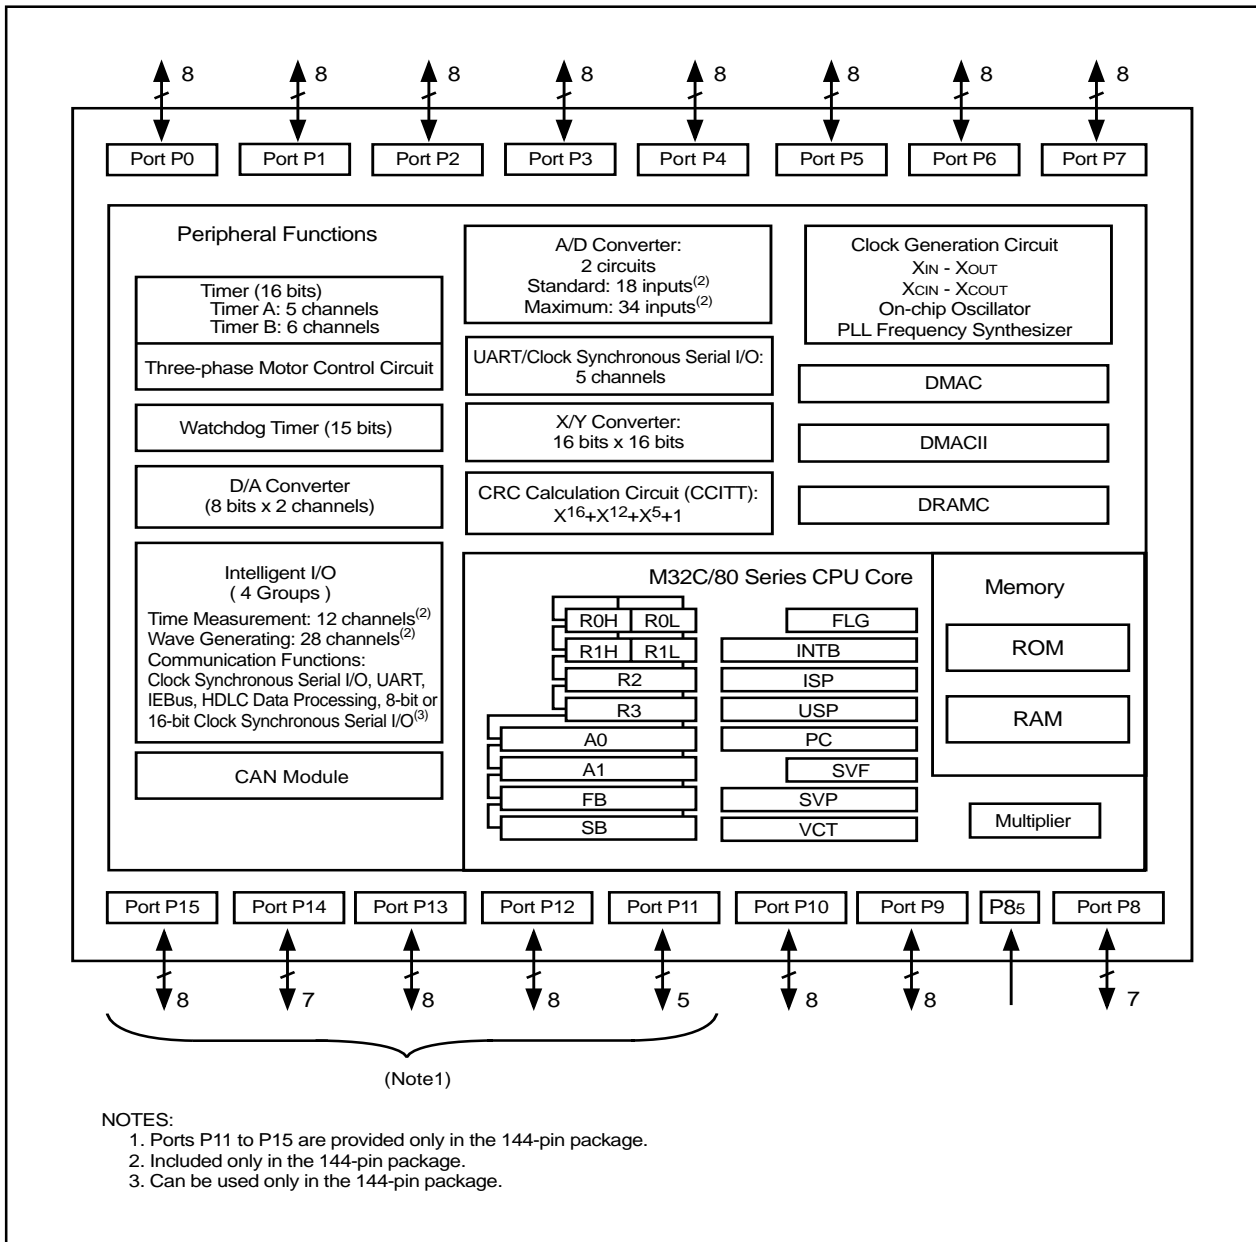 8 8 8 8 8 8 8 8
Port P0 Port P1 Port P2 Port P3 Port P4 Port P5 Port P6 Port P7
Peripheral Functions
Timer (16 bits)
Timer A: 5 channels
Timer B: 6 channels
Three-phase Motor Control Circuit
Watchdog Timer (15 bits)
D/A Converter
(8 bits x 2 channels)
Intelligent I/O
( 4 Groups )
Time Measurement: 12 channels(2)
Wave Generating: 28 channels(2)
Communication Functions:
Clock Synchronous Serial I/O, UART,
IEBus, HDLC Data Processing, 8-bit or
16-bit Clock Synchronous Serial I/O(3)
CAN Module
A/D Converter:
2 circuits
Standard: 18 inputs(2)
Maximum: 34 inputs(2)
UART/Clock Synchronous Serial I/O:
5 channels
X/Y Converter:
16 bits x 16 bits
CRC Calculation Circuit (CCITT):
X16+X12+X5+1
Clock Generation Circuit
XIN - XOUT
XCIN - XCOUT
On-chip Oscillator
PLL Frequency Synthesizer
DMAC
DMACII
DRAMC
M32C/80 Series CPU Core
R0H R0L
R1H R1L
R2
R3
A0
A1
FB
SB
FLG
INTB
ISP
USP
PC
SVF
SVP
VCT
Memory
ROM
RAM
Multiplier
Port P15 Port P14 Port P13 Port P12 Port P11 Port P10 Port P9 P85 Port P8
8 7 8 8 5 8 8 7
(Note1)
NOTES:
1. Ports P11 to P15 are provided only in the 144-pin package.
2. Included only in the 144-pin package.
3. Can be used only in the 144-pin package.